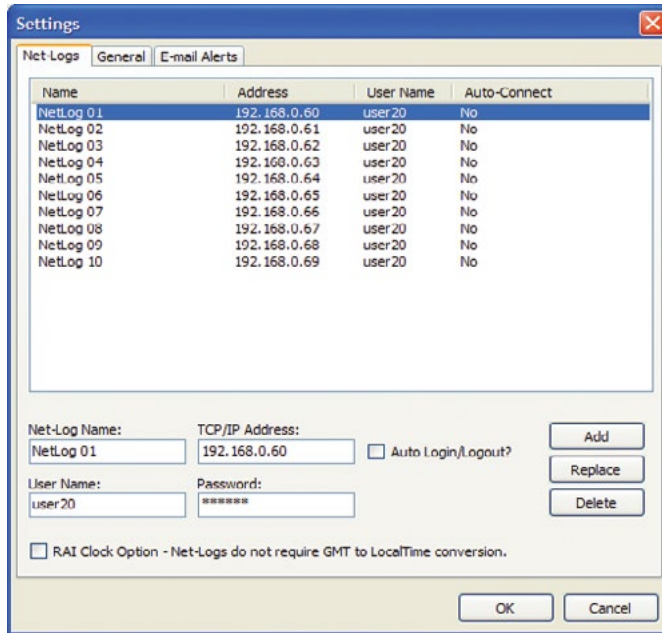 Settings
Net-Logs General E-mail Alerts
Name Address User Name Auto-Connect
NetLog 01 192.168.0.60 user20 No
NetLog 02 192.168.0.61 user20 No
NetLog 03 192.168.0.62 user20 No
NetLog 04 192.168.0.63 user20 No
NetLog 05 192.168.0.64 user20 No
NetLog 06 192.168.0.65 user20 No
NetLog 07 192.168.0.66 user20 No
NetLog 08 192.168.0.67 user20 No
NetLog 09 192.168.0.68 user20 No
NetLog 10 192.168.0.69 user20 No
Net-Log Name: TCP/IP Address:
NetLog 01 192.168.0.60 Auto Login/Logout? Add
Replace
User Name: Password:
user20 ****** Delete
RAI Clock Option - Net-Logs do not require GMT to LocalTime conversion.
OK Cancel